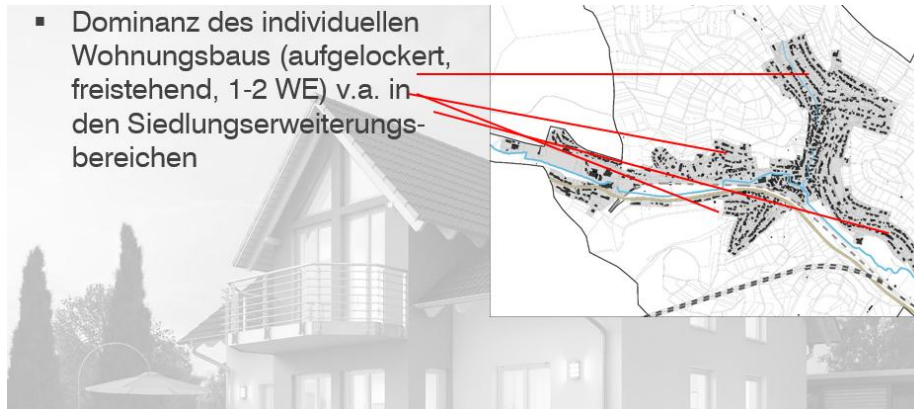 ▪ Dominanz des individuellen
Wohnungsbaus (aufgelockert,
freistehend, 1-2 WE) v.a. in
den Siedlungserweiterungs-
bereichen